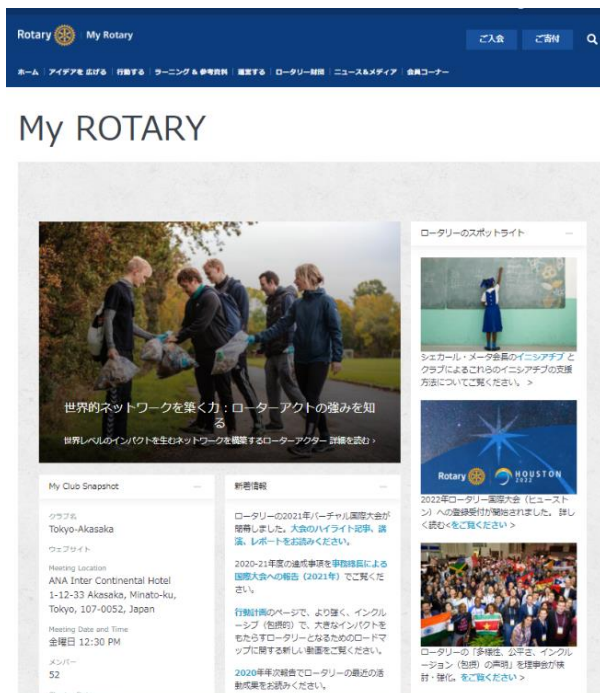 Rotary My Rotary
ご入会 ご寄付
ホーム アイデアを 広げる 行動する ラーニング & 参考資料 運営する ロータリー財団 ニュース&メディア 会員コーナー
My ROTARY
世界的ネットワークを築く力：ローターアクトの強みを知
る
世界レベルのインパクトを生むネットワークを構築するローターアクター 詳細を読む ›
My Club Snapshot
クラブ名
Tokyo-Akasaka
ウェブサイト
Meeting Location
ANA Inter Continental Hotel
1-12-33 Akasaka, Minato-ku,
Tokyo, 107-0052, Japan
Meeting Date and Time
金曜日 12:30 PM
メンバー
52
新着情報
ロータリーの2021年バーチャル国際大会が
閉幕しました。大会のハイライト記事、講
演、レポートをお読みください。
2020-21年度の達成事項を事務総長による
国際大会への報告（2021年）でご覧くだ
さい。
行動計画のページで、より強く、インクル
ーシブ（包摂的）で、大きなインパクトを
もたらすロータリーとなるためのロードマ
ップに関する新しい動画をご覧ください。
2020年年次報告でロータリーの最近の活
動成果をお読みください。
ロータリーのスポットライト
シェカール・メータ会長のイニシアチブ と
クラブによるこれらのイニシアチブの支援
方法についてご覧ください。 >
Rotary HOUSTON
2022
2022年ロータリー国際大会（ヒュースト
ン）への登録受付が開始されました。 詳し
く読む<をご覧ください >
ロータリーの「多様性、公平さ、インクル
ージョン（包摂）の声明」を理事会が検
討・強化。をご覧ください >